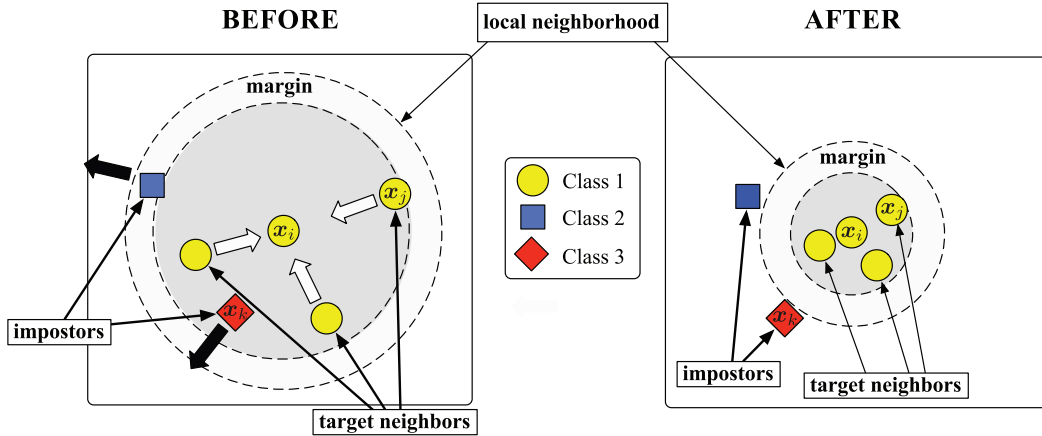 BEFORE
local neighborhood
AFTER
margin
margin
Class 1
Class 2
Class 3
x_j
x_i
x_k
impostors
target neighbors
x_j
x_i
x_k
impostors
target neighbors